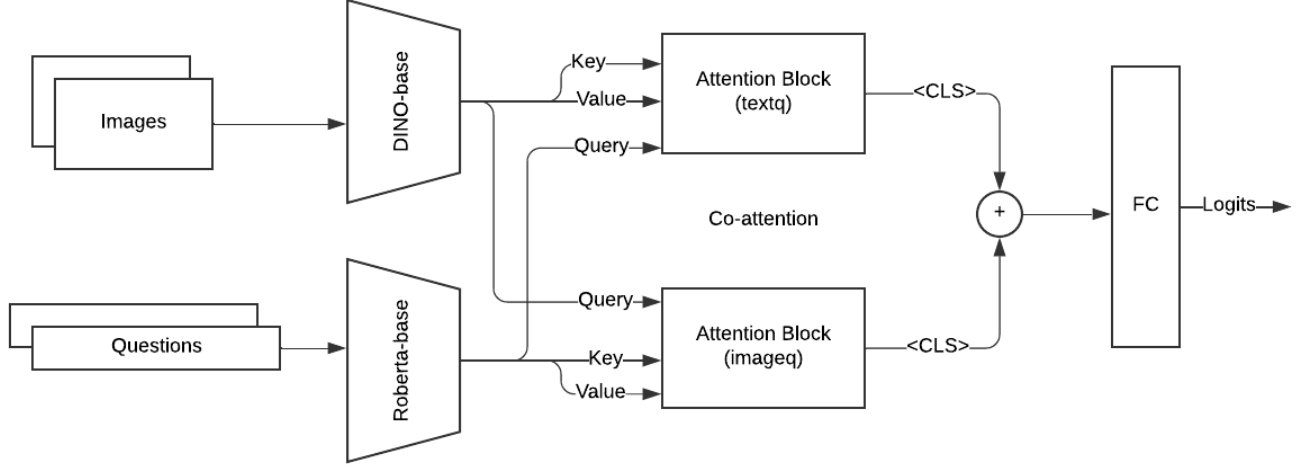 Images
DINO-base
Key
Value
Query
Attention Block
(textq)
<CLS>
Co-attention
+
FC
Logits
Questions
Roberta-base
Query
Key
Value
Attention Block
(imageq)
<CLS>